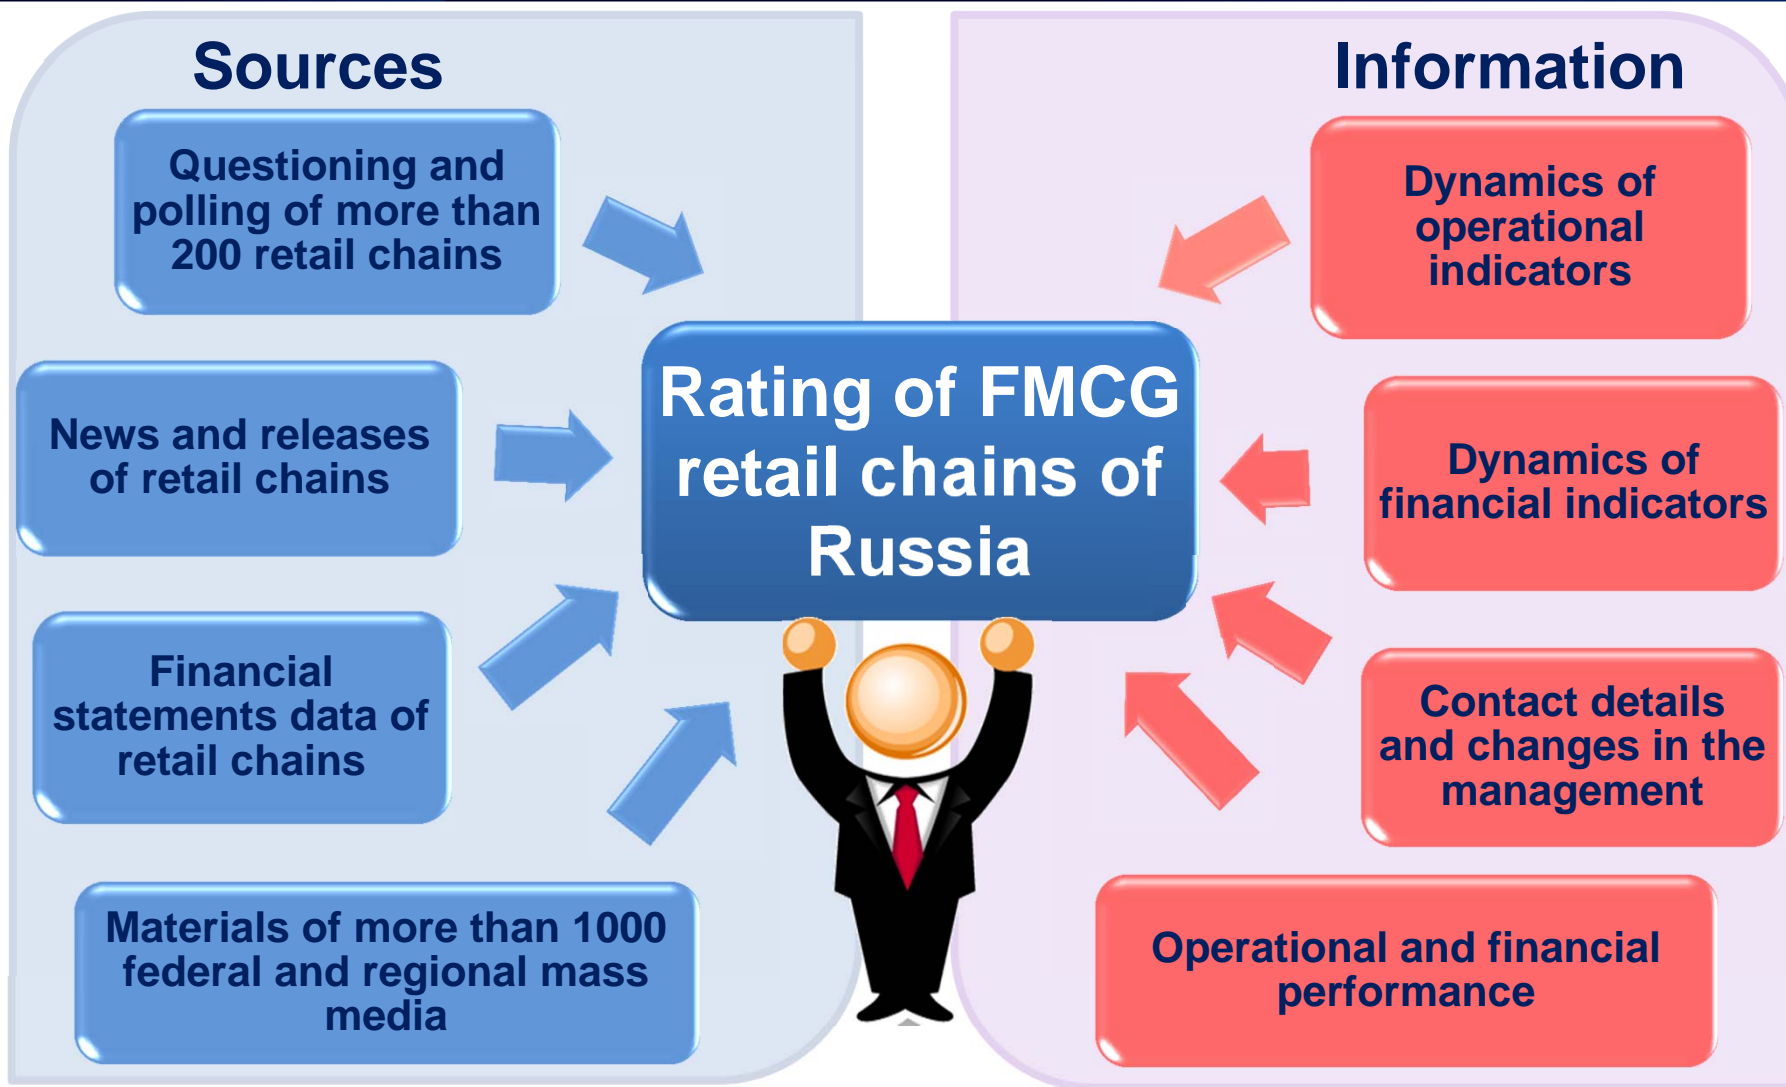 Sources
Questioning and
polling of more than
200 retail chains
News and releases
of retail chains
Financial
statements data of
retail chains
Materials of more than 1000
federal and regional mass
media
Rating of FMCG
retail chains of
Russia
Information
Dynamics of
operational
indicators
Dynamics of
financial indicators
Contact details
and changes in the
management
Operational and financial
performance